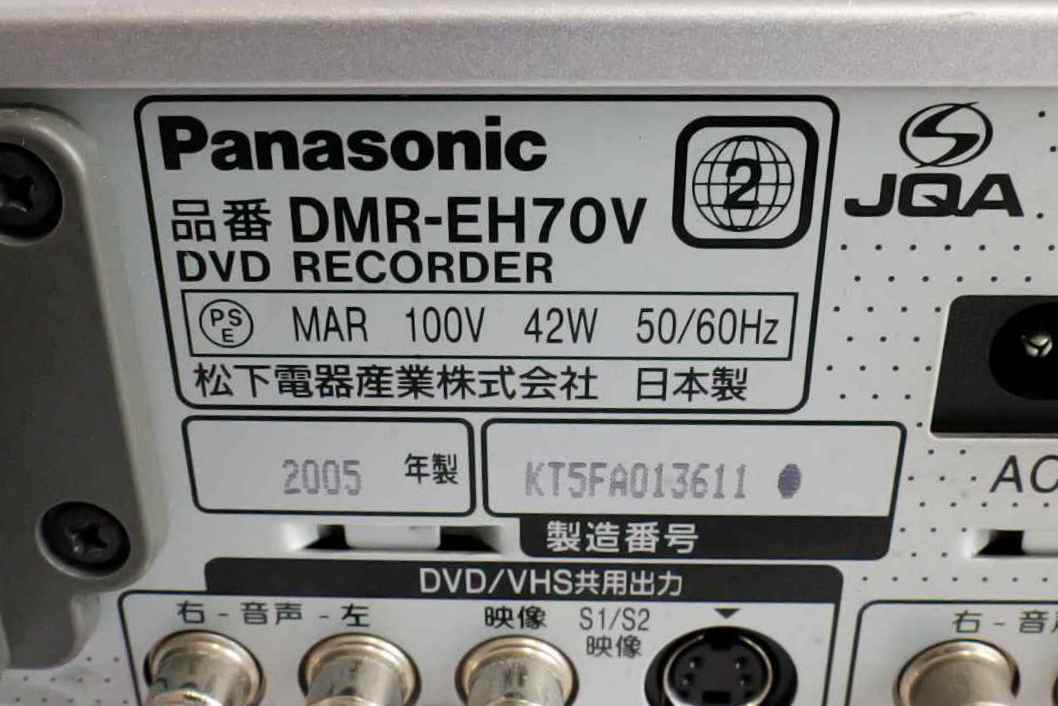 Panasonic
2
JQA
品番 DMR-EH70V
DVD RECORDER
PSE MAR 100V 42W 50/60Hz
松下電器産業株式会社 日本製
2005 年製
KT5FA013611
製造番号
AC
DVD/VHS共用出力
右 - 音声 - 左
映像
S1/S2
映像
右 - 音声